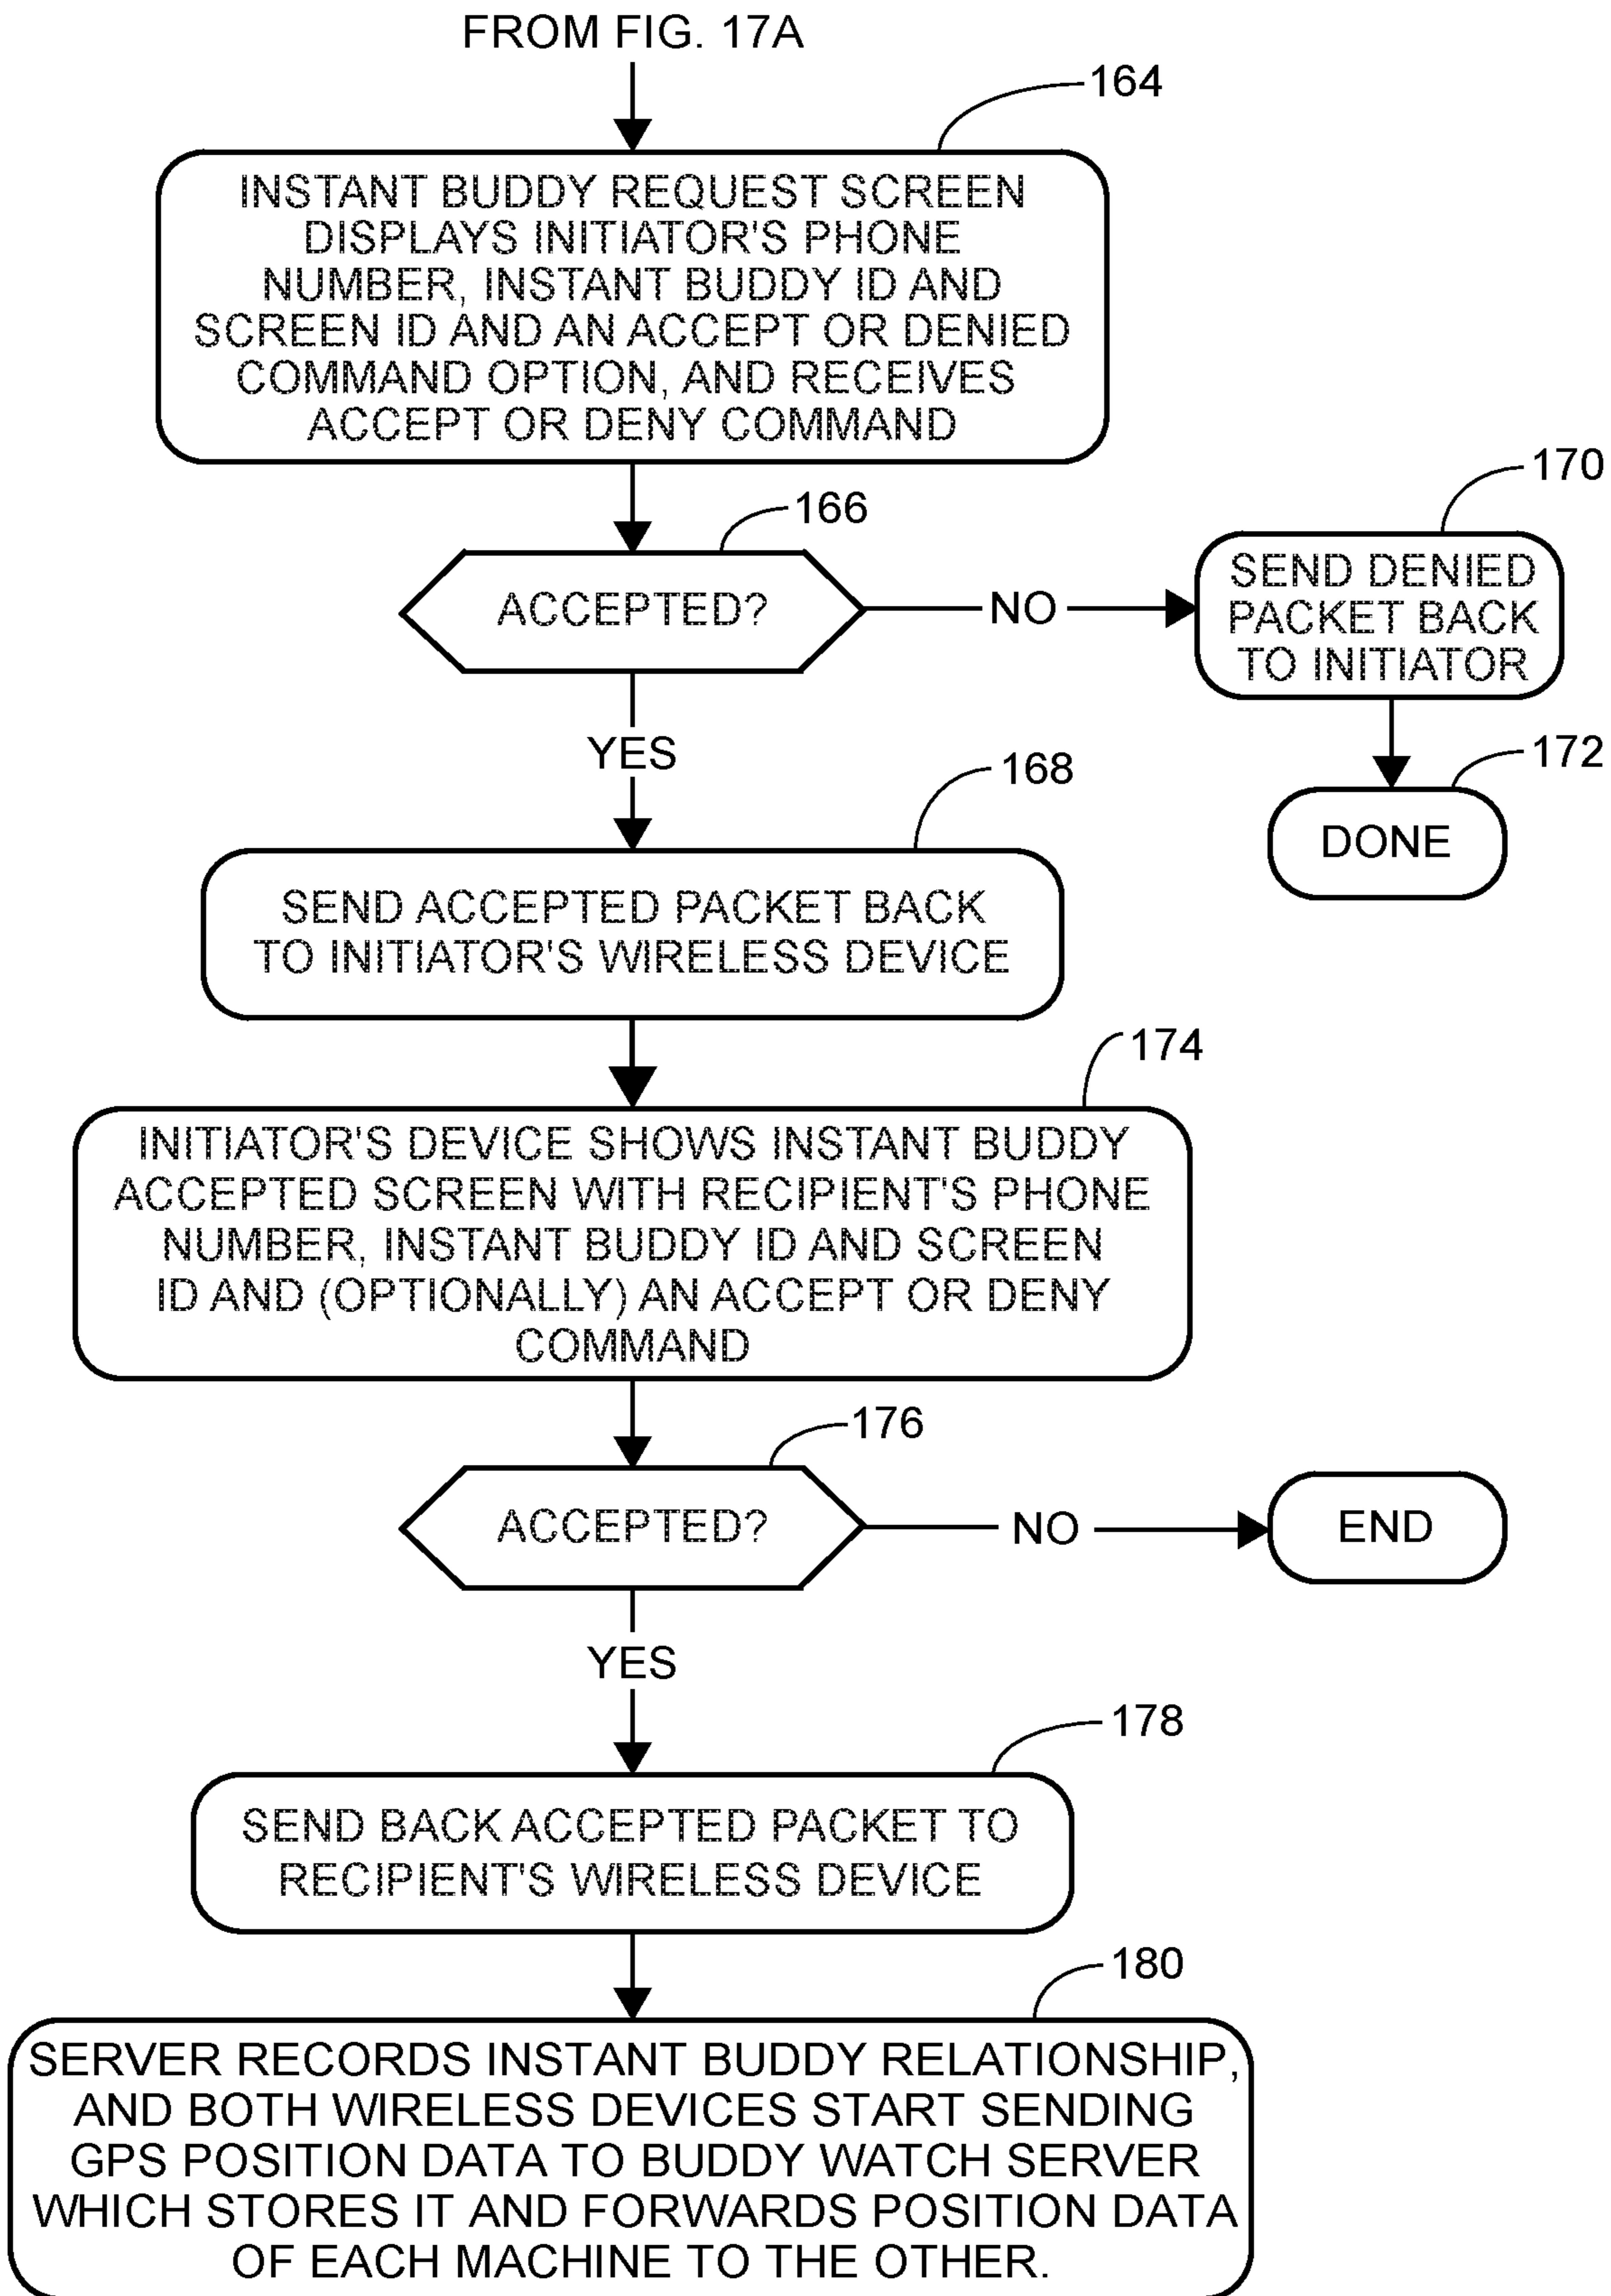 FROM FIG. 17A
164
INSTANT BUDDY REQUEST SCREEN
DISPLAYS INITIATOR'S PHONE
NUMBER, INSTANT BUDDY ID AND
SCREEN ID AND AN ACCEPT OR DENIED
COMMAND OPTION, AND RECEIVES
ACCEPT OR DENY COMMAND
166
ACCEPTED?
NO
170
SEND DENIED
PACKET BACK
TO INITIATOR
172
DONE
YES
168
SEND ACCEPTED PACKET BACK
TO INITIATOR'S WIRELESS DEVICE
174
INITIATOR'S DEVICE SHOWS INSTANT BUDDY
ACCEPTED SCREEN WITH RECIPIENT'S PHONE
NUMBER, INSTANT BUDDY ID AND SCREEN
ID AND (OPTIONALLY) AN ACCEPT OR DENY
COMMAND
176
ACCEPTED?
NO
END
YES
178
SEND BACK ACCEPTED PACKET TO
RECIPIENT'S WIRELESS DEVICE
180
SERVER RECORDS INSTANT BUDDY RELATIONSHIP,
AND BOTH WIRELESS DEVICES START SENDING
GPS POSITION DATA TO BUDDY WATCH SERVER
WHICH STORES IT AND FORWARDS POSITION DATA
OF EACH MACHINE TO THE OTHER.